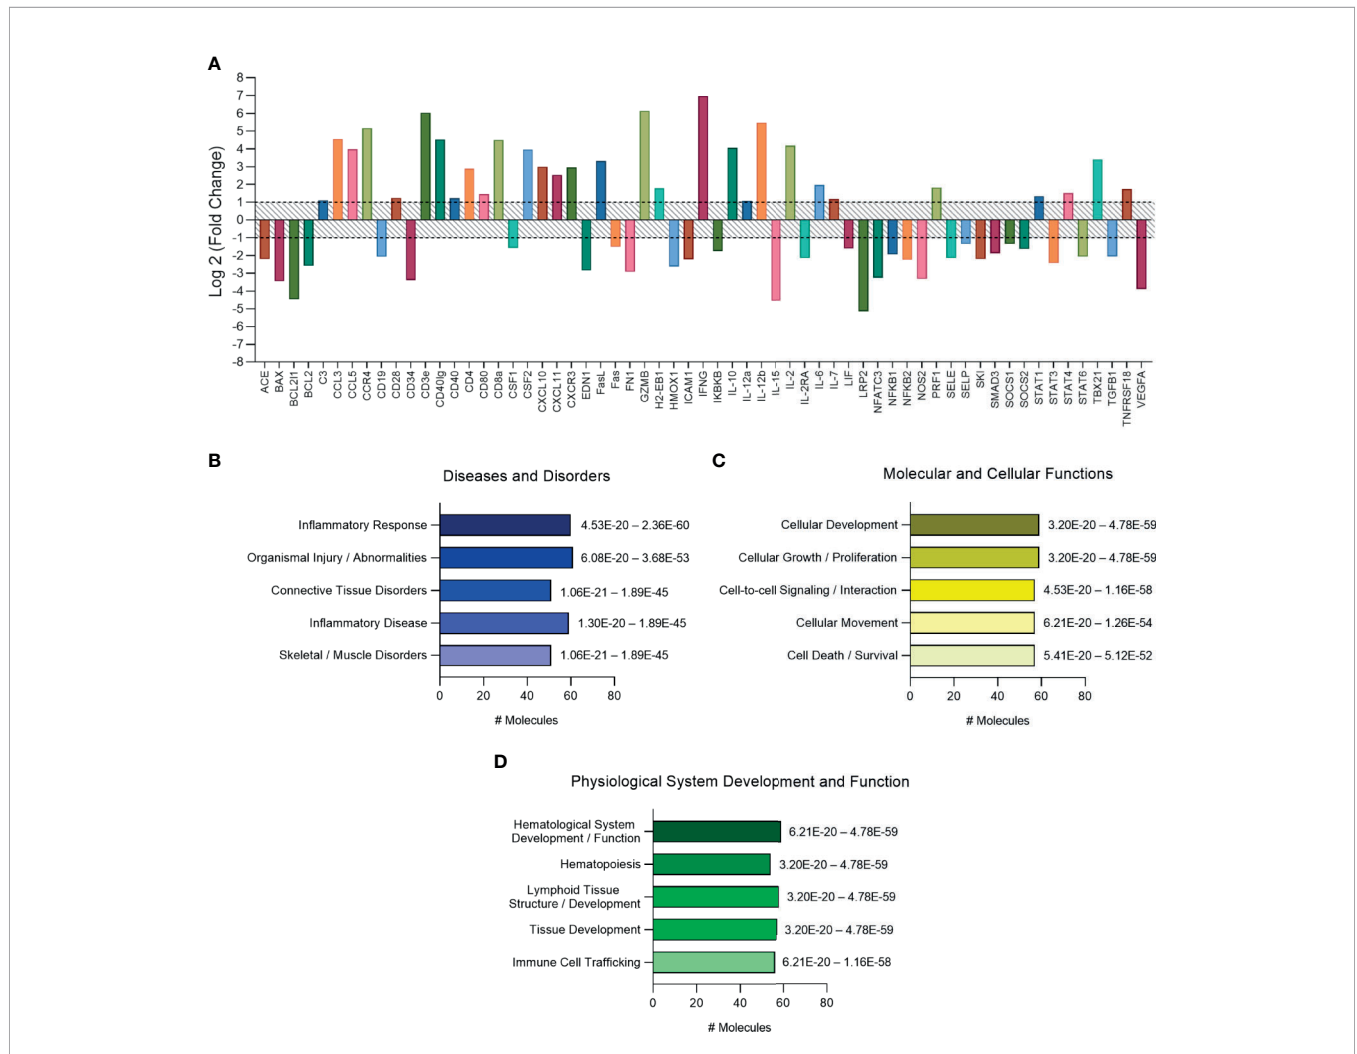 A
8
7
6
5
4
3
2
1
0
-1
-2
-3
-4
-5
-6
-7
-8
Log 2 (Fold Change)
ACE
BAX
BCL2l1
BCL2
C3
CCL3
CCL5
CCR4
CD19
CD28
CD34
CD3e
CD40lg
CD40
CD4
CD80
CD8a
CSF1
CSF2
CXCL10
CXCL11
CXCR3
EDN1
FasL
Fas
FN1
GZMB
H2-EB1
HMOX1
ICAM1
IFNG
IKBKB
IL-10
IL-12a
IL-12b
IL-15
IL-2
IL-2RA
IL-6
IL-7
LIF
LRP2
NFATC3
NFKB1
NFKB2
NOS2
PRF1
SELE
SELP
SKI
SMAD3
SOCS1
SOCS2
STAT1
STAT3
STAT4
STAT6
TBX21
TGFB1
TNFRSF18
VEGFA
B
Diseases and Disorders
Inflammatory Response
4.53E-20 – 2.36E-60
Organismal Injury / Abnormalities
6.08E-20 – 3.68E-53
Connective Tissue Disorders
1.06E-21 – 1.89E-45
Inflammatory Disease
1.30E-20 – 1.89E-45
Skeletal / Muscle Disorders
1.06E-21 – 1.89E-45
0 20 40 60 80
# Molecules
C
Molecular and Cellular Functions
Cellular Development
3.20E-20 – 4.78E-59
Cellular Growth / Proliferation
3.20E-20 – 4.78E-59
Cell-to-cell Signaling / Interaction
4.53E-20 – 1.16E-58
Cellular Movement
6.21E-20 – 1.26E-54
Cell Death / Survival
5.41E-20 – 5.12E-52
0 20 40 60 80
# Molecules
D
Physiological System Development and Function
Hematological System
Development / Function
6.21E-20 – 4.78E-59
Hematopoiesis
3.20E-20 – 4.78E-59
Lymphoid Tissue
Structure / Development
3.20E-20 – 4.78E-59
Tissue Development
3.20E-20 – 4.78E-59
Immune Cell Trafficking
6.21E-20 – 1.16E-58
0 20 40 60 80
# Molecules